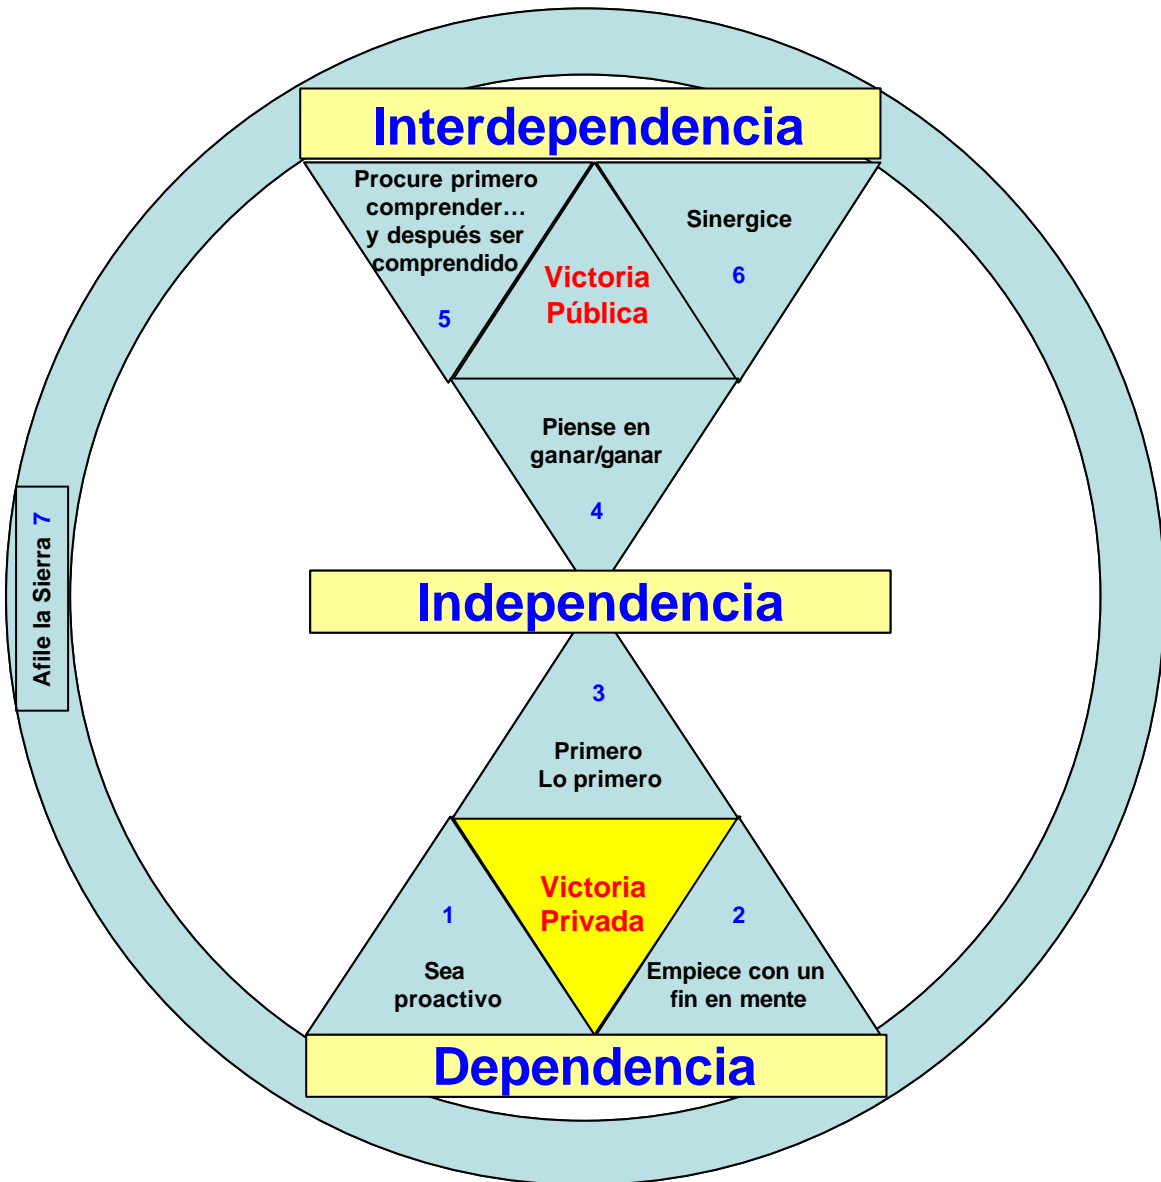 Interdependencia
Procure primero
comprender…
y después ser
comprendido
5
Victoria
Pública
Sinergice
6
Piense en
ganar/ganar
4
Afile la Sierra 7
Independencia
3
Primero
Lo primero
Victoria
Privada
1
Sea
proactivo
2
Empiece con un
fin en mente
Dependencia